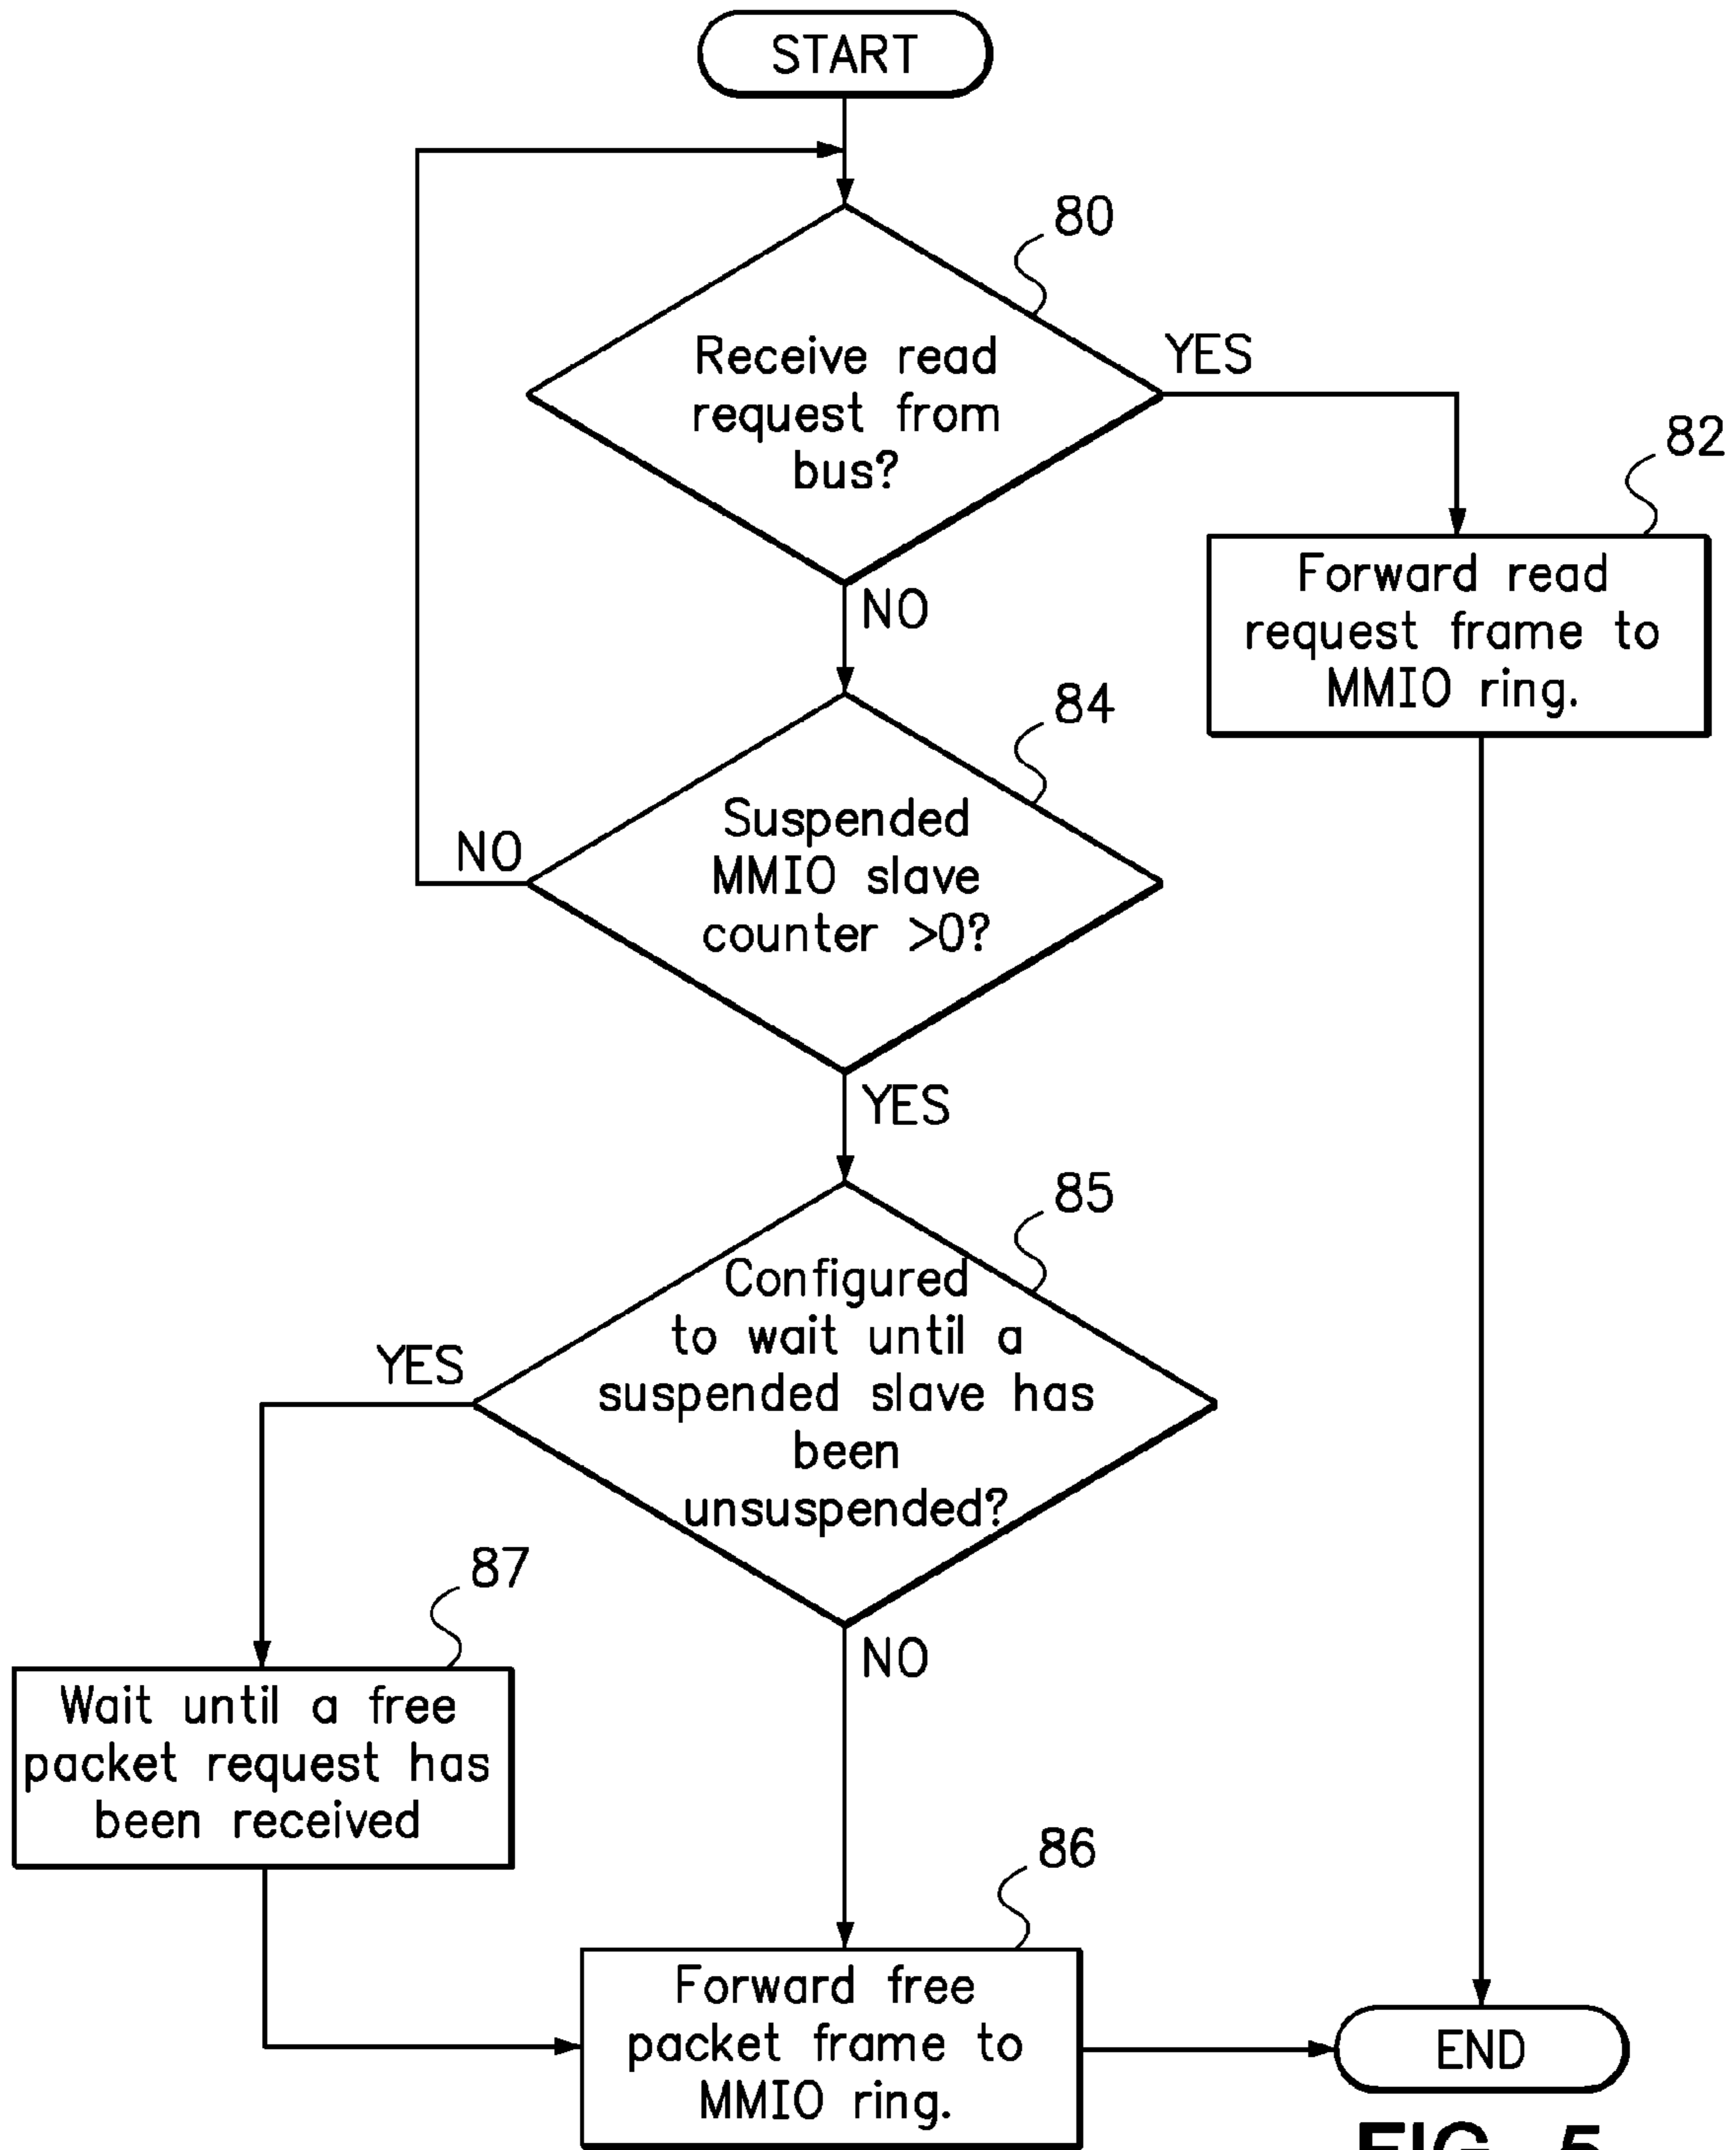 START
80
Receive read
request from
bus?
YES
82
Forward read
request frame to
MMIO ring.
NO
84
Suspended
MMIO slave
counter >0?
NO
YES
85
Configured
to wait until a
suspended slave has
been
unsuspended?
YES
87
NO
Wait until a free
packet request has
been received
86
Forward free
packet frame to
MMIO ring.
END
FIG. 5